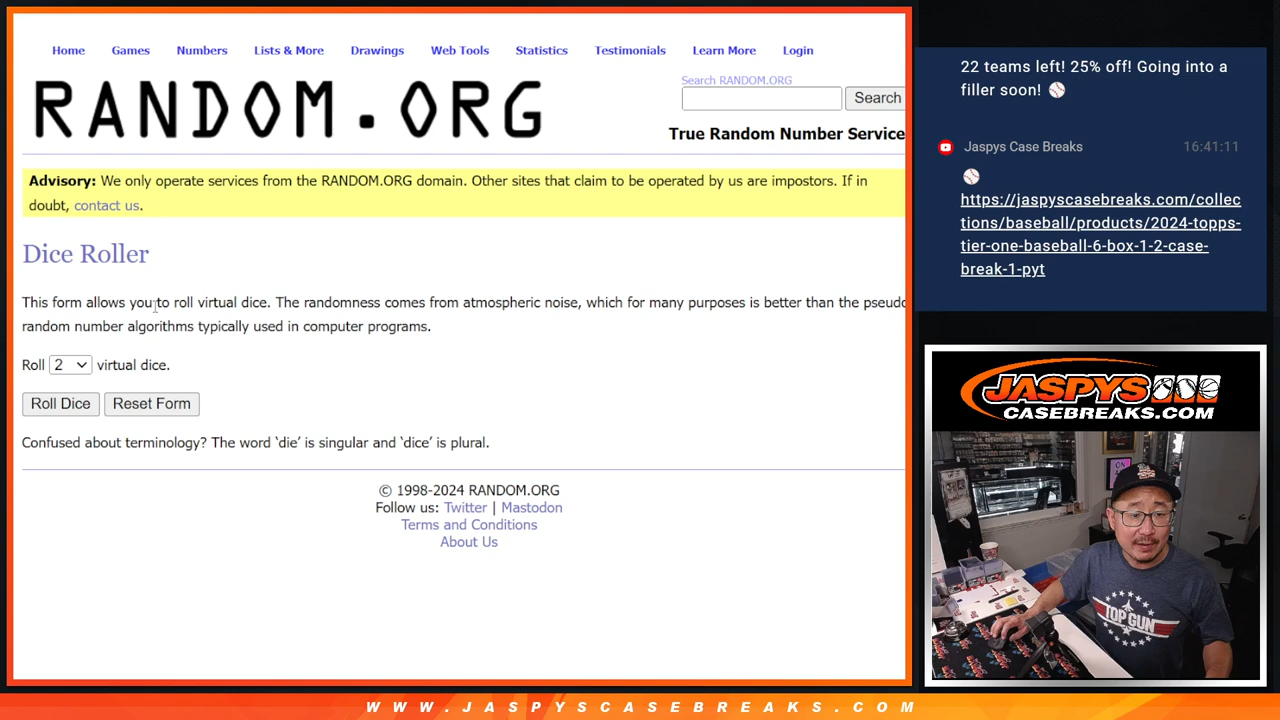 Home Games Numbers Lists & More Drawings Web Tools Statistics Testimonials Learn More Login
RANDOM.ORG
Search RANDOM.ORG
Search
True Random Number Service
Advisory: We only operate services from the RANDOM.ORG domain. Other sites that claim to be operated by us are impostors. If in
doubt, contact us.
Dice Roller
This form allows you to roll virtual dice. The randomness comes from atmospheric noise, which for many purposes is better than the pseudo
random number algorithms typically used in computer programs.
Roll 2 virtual dice.
Roll Dice Reset Form
Confused about terminology? The word ‘die’ is singular and ‘dice’ is plural.
© 1998-2024 RANDOM.ORG
Follow us: Twitter | Mastodon
Terms and Conditions
About Us
22 teams left! 25% off! Going into a
filler soon!
Jaspys Case Breaks 16:41:11
https://jaspyscasebreaks.com/collec
tions/baseball/products/2024-topps-
tier-one-baseball-6-box-1-2-case-
break-1-pyt
JASPYS
CASEBREAKS.COM
TOP GUN
WWW.JASPYSCASEBREAKS.COM